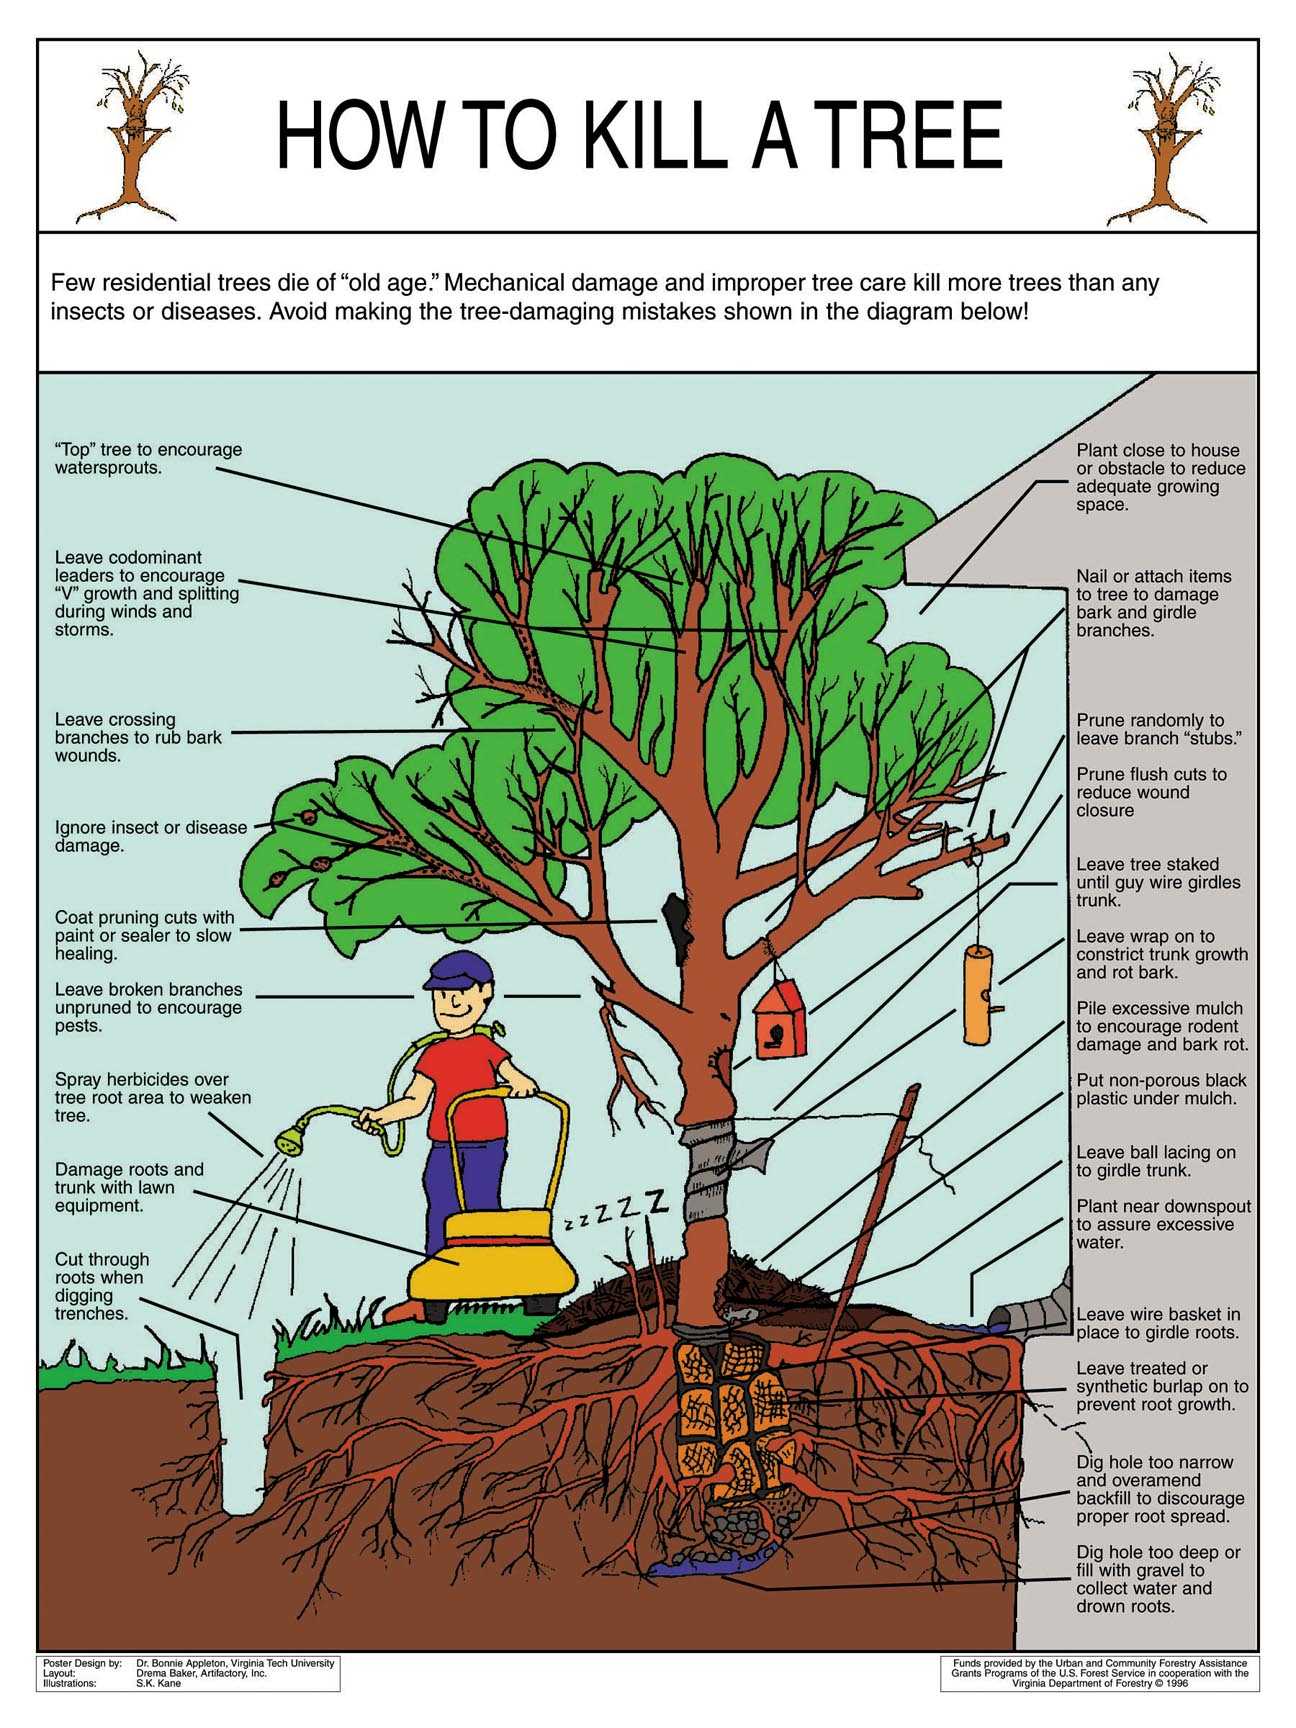 HOW TO KILL A TREE
Few residential trees die of “old age.” Mechanical damage and improper tree care kill more trees than any
insects or diseases. Avoid making the tree-damaging mistakes shown in the diagram below!
“Top” tree to encourage
watersprouts.
Leave codominant
leaders to encourage
“V” growth and splitting
during winds and
storms.
Leave crossing
branches to rub bark
wounds.
Ignore insect or disease
damage.
Coat pruning cuts with
paint or sealer to slow
healing.
Leave broken branches
unpruned to encourage
pests.
Spray herbicides over
tree root area to weaken
tree.
Damage roots and
trunk with lawn
equipment.
Cut through
roots when
digging
trenches.
zzZZZ
Plant close to house
or obstacle to reduce
adequate growing
space.
Nail or attach items
to tree to damage
bark and girdle
branches.
Prune randomly to
leave branch “stubs.”
Prune flush cuts to
reduce wound
closure
Leave tree staked
until guy wire girdles
trunk.
Leave wrap on to
constrict trunk growth
and rot bark.
Pile excessive mulch
to encourage rodent
damage and bark rot.
Put non-porous black
plastic under mulch.
Leave ball lacing on
to girdle trunk.
Plant near downspout
to assure excessive
water.
Leave wire basket in
place to girdle roots.
Leave treated or
synthetic burlap on to
prevent root growth.
Dig hole too narrow
and overamend
backfill to discourage
proper root spread.
Dig hole too deep or
fill with gravel to
collect water and
drown roots.
Poster Design by: Dr. Bonnie Appleton, Virginia Tech University
Layout: Drema Baker, Artifactory, Inc.
Illustrations: S.K. Kane
Funds provided by the Urban and Community Forestry Assistance
Grants Programs of the U.S. Forest Service in cooperation with the
Virginia Department of Forestry © 1996